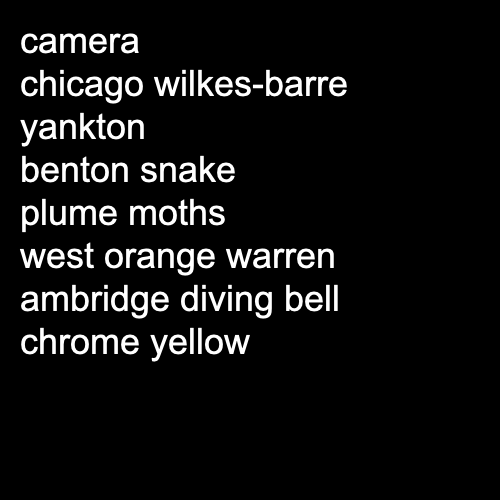 camera
chicago wilkes-barre
yankton
benton snake
plume moths
west orange warren
ambridge diving bell
chrome yellow